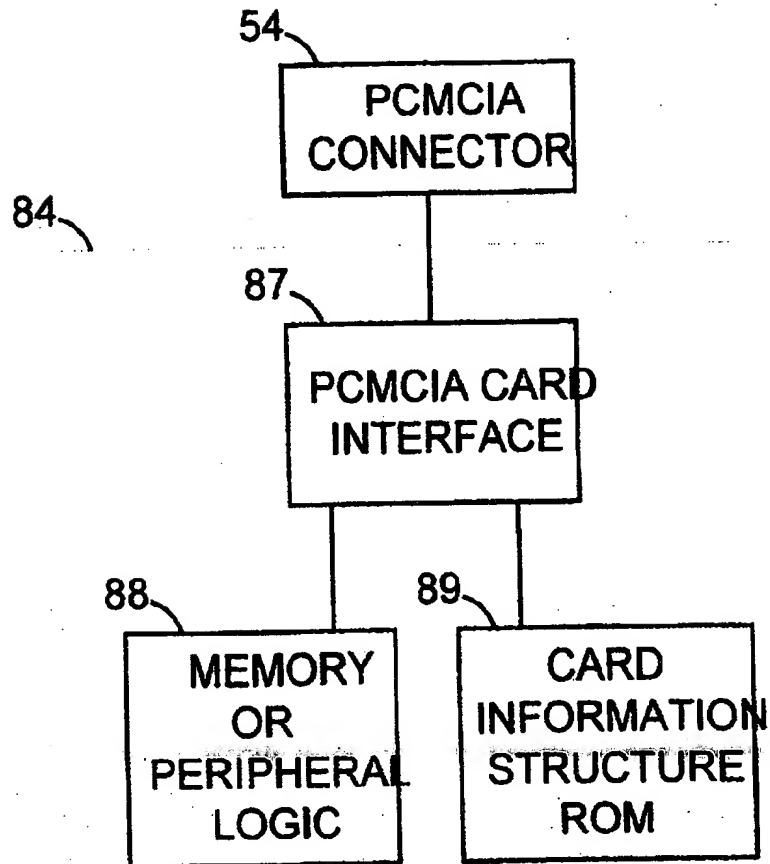 54
PCMCIA
CONNECTOR
84
87
PCMCIA CARD
INTERFACE
88
MEMORY
OR
PERIPHERAL
LOGIC
89
CARD
INFORMATION
STRUCTURE
ROM